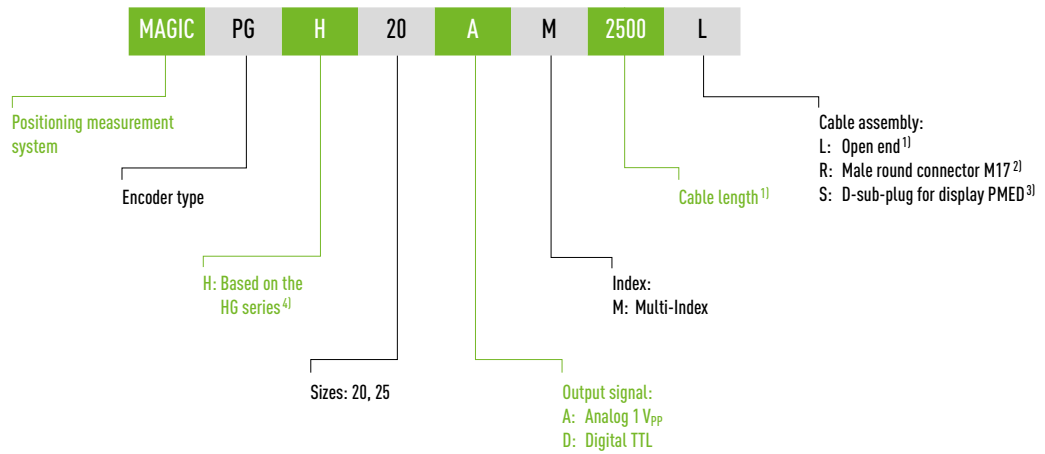 MAGIC PG H 20 A M 2500 L
Positioning measurement
system
Encoder type
H: Based on the
HG series 4)
Sizes: 20, 25
Output signal:
A: Analog 1 VPP
D: Digital TTL
Index:
M: Multi-Index
Cable length 1)
Cable assembly:
L: Open end 1)
R: Male round connector M17 2)
S: D-sub-plug for display PMED 3)